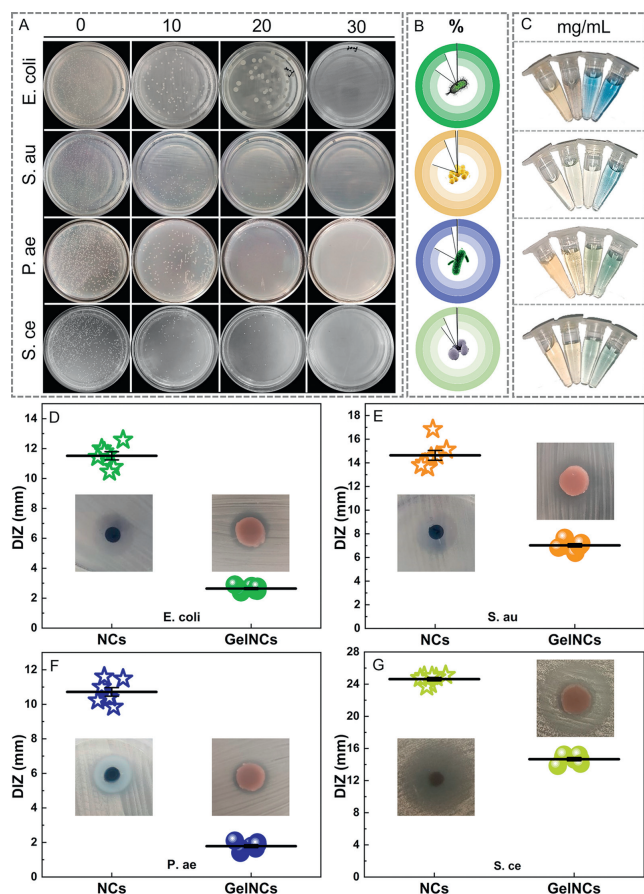 A 0 10 20 30
B %
C mg/mL
E. coli
S. au
P. ae
S. ce
D
14
12
10
8
6
4
2
0
DIZ (mm)
E. coli
NCs GelNCs
E
18
16
14
12
10
8
6
4
2
0
DIZ (mm)
S. au
NCs GelNCs
F
12
10
8
6
4
2
0
DIZ (mm)
P. ae
NCs GelNCs
G
28
24
20
16
12
8
4
0
DIZ (mm)
S. ce
NCs GelNCs